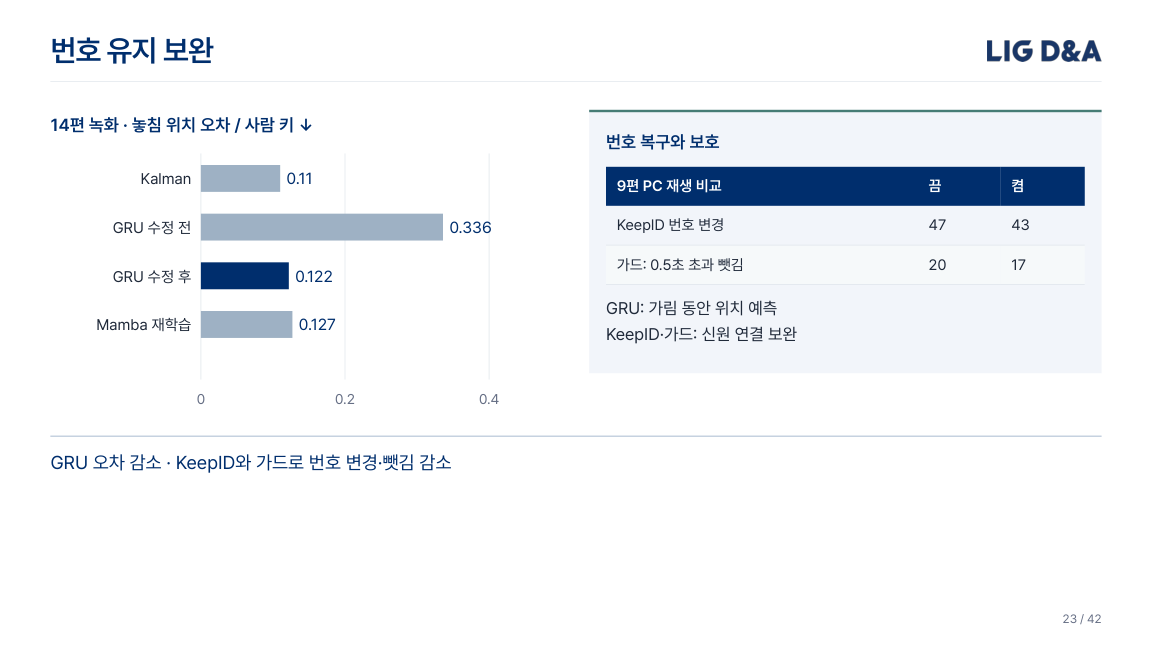 번호 유지 보완
LIG D&A
14편 녹화 · 놓침 위치 오차 / 사람 키 ↓
Kalman 0.11
GRU 수정 전 0.336
GRU 수정 후 0.122
Mamba 재학습 0.127
0 0.2 0.4
번호 복구와 보호
9편 PC 재생 비교 끔 켬
KeepID 번호 변경 47 43
가드: 0.5초 초과 뺏김 20 17
GRU: 가림 동안 위치 예측
KeepID·가드: 신원 연결 보완
GRU 오차 감소 · KeepID와 가드로 번호 변경·뺏김 감소
23 / 42